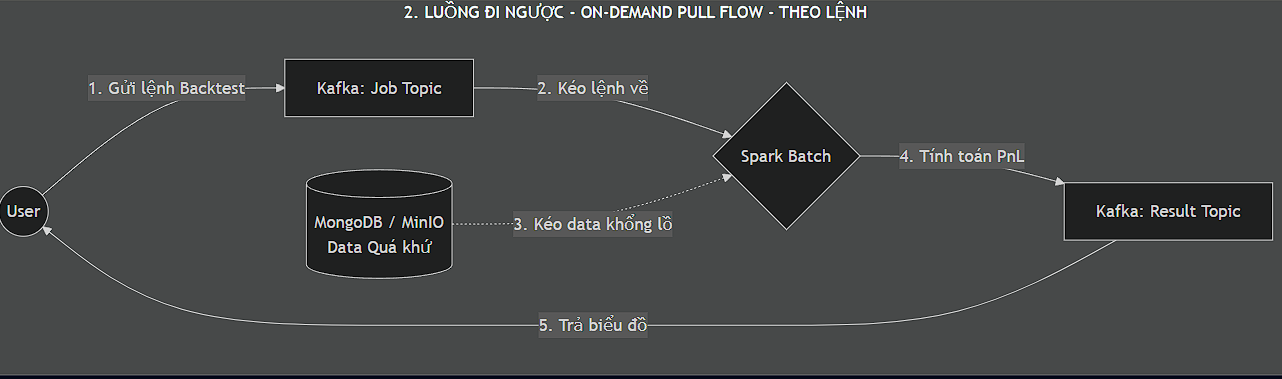 2. LUỒNG ĐI NGƯỢC - ON-DEMAND PULL FLOW - THEO LỆNH
1. Gửi lệnh Backtest
Kafka: Job Topic
2. Kéo lệnh về
Spark Batch
4. Tính toán PnL
User
MongoDB / MinIO
Data Quá khứ
3. Kéo data khổng lồ
Kafka: Result Topic
5. Trả biểu đồ